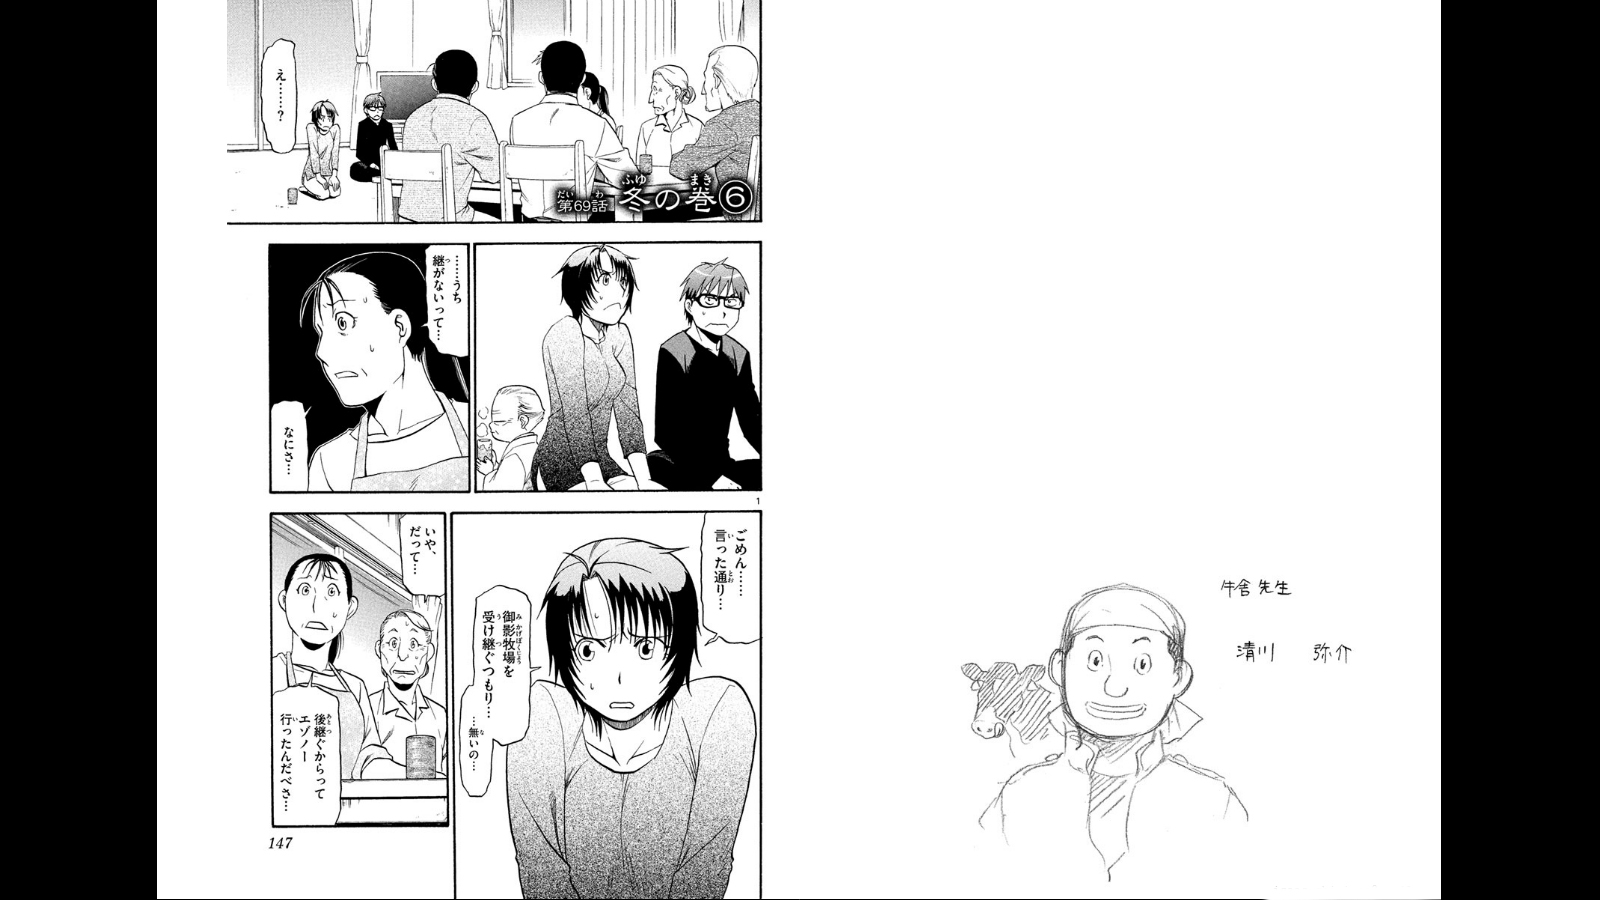 牛舎先生
清川 弥介
え………?
第69話 冬の巻⑥
………うち
継がないって…
なにさ…
1
ごめん……
言った通り…
御影牧場を
受け継ぐつもり…
…無いの…
いや、
だって…
後継ぐからって
エゾノー
行ったんだべさ…
147